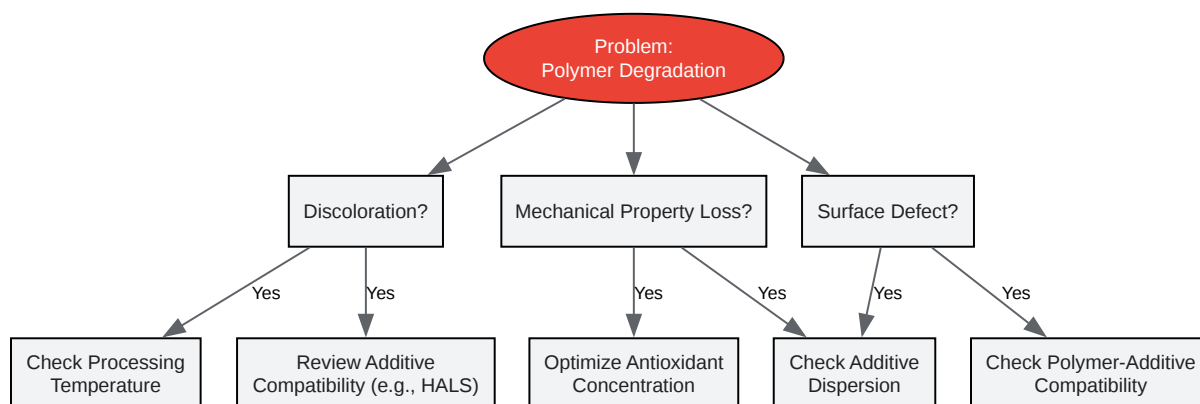 Problem:
Polymer Degradation
Discoloration?
Mechanical Property Loss?
Surface Defect?
Yes
Yes
Yes
Yes
Yes
Yes
Check Processing
Temperature
Review Additive
Compatibility (e.g., HALS)
Optimize Antioxidant
Concentration
Check Additive
Dispersion
Check Polymer-Additive
Compatibility